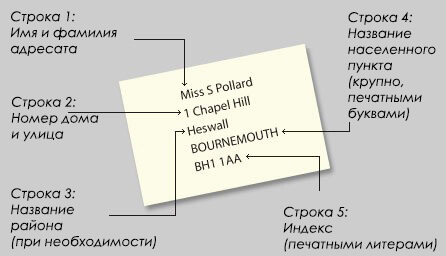 Строка 1:
Имя и фамилия
адресата
Строка 2:
Номер дома
и улица
Строка 3:
Название
района
(при необходимости)
Miss S Pollard
1 Chapel Hill
Heswall
BOURNEMOUTH
BH1 1AA
Строка 4:
Название
населенного
пункта
(крупно,
печатными
буквами)
Строка 5:
Индекс
(печатными литерами)